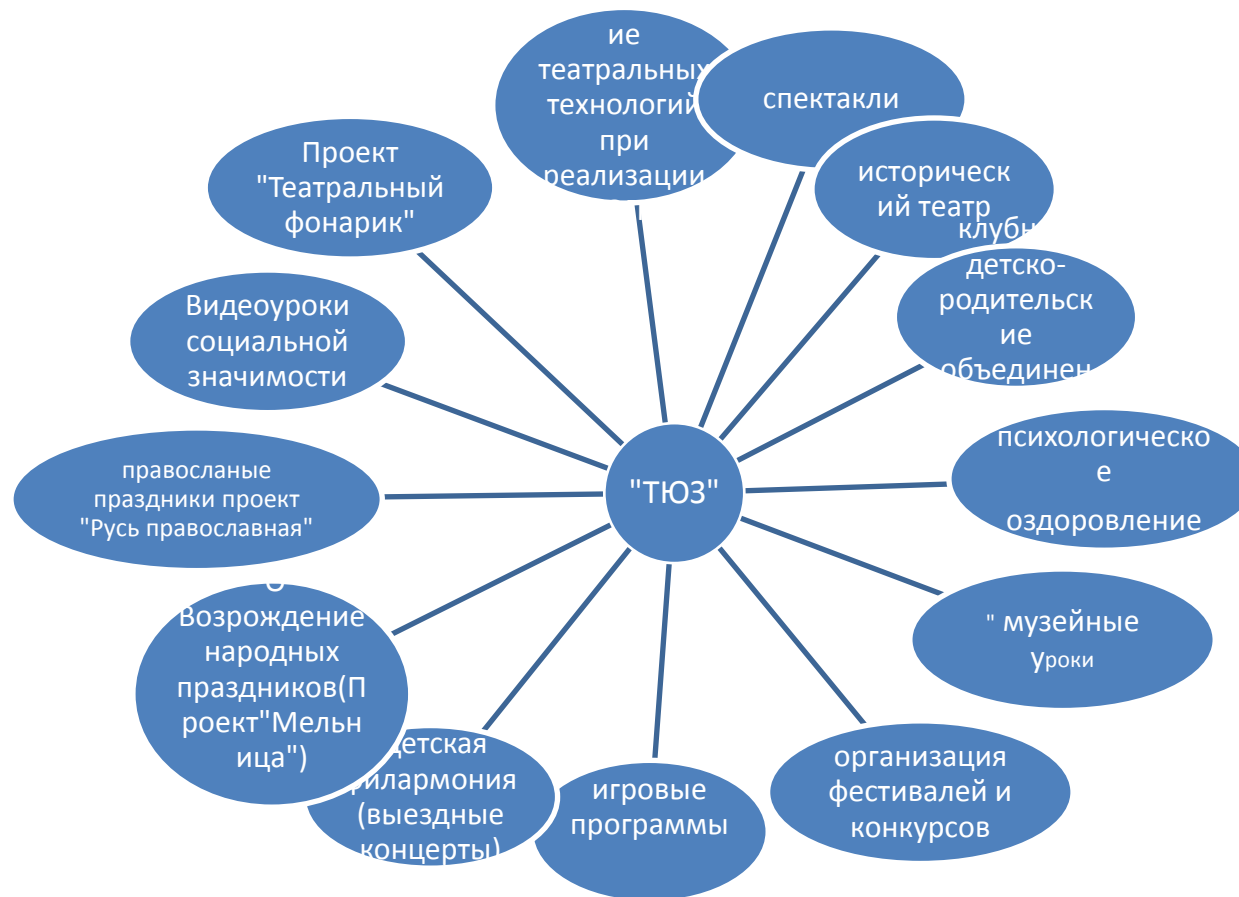 ие
театральных
технологий
при
реализации
спектакли
историческ
ий театр
детско-
родительск
ие
объединен
психологическо
е
оздоровление
" музейные
уроки
организация
фестивалей и
конкурсов
игровые
программы
детская
филармония
(выездные
концерты)
Возрождение
народных
праздников(П
роект"Мельн
ица")
правосланые
праздники проект
"Русь православная"
Видеоуроки
социальной
значимости
Проект
"Театральный
фонарик"
"ТЮЗ"